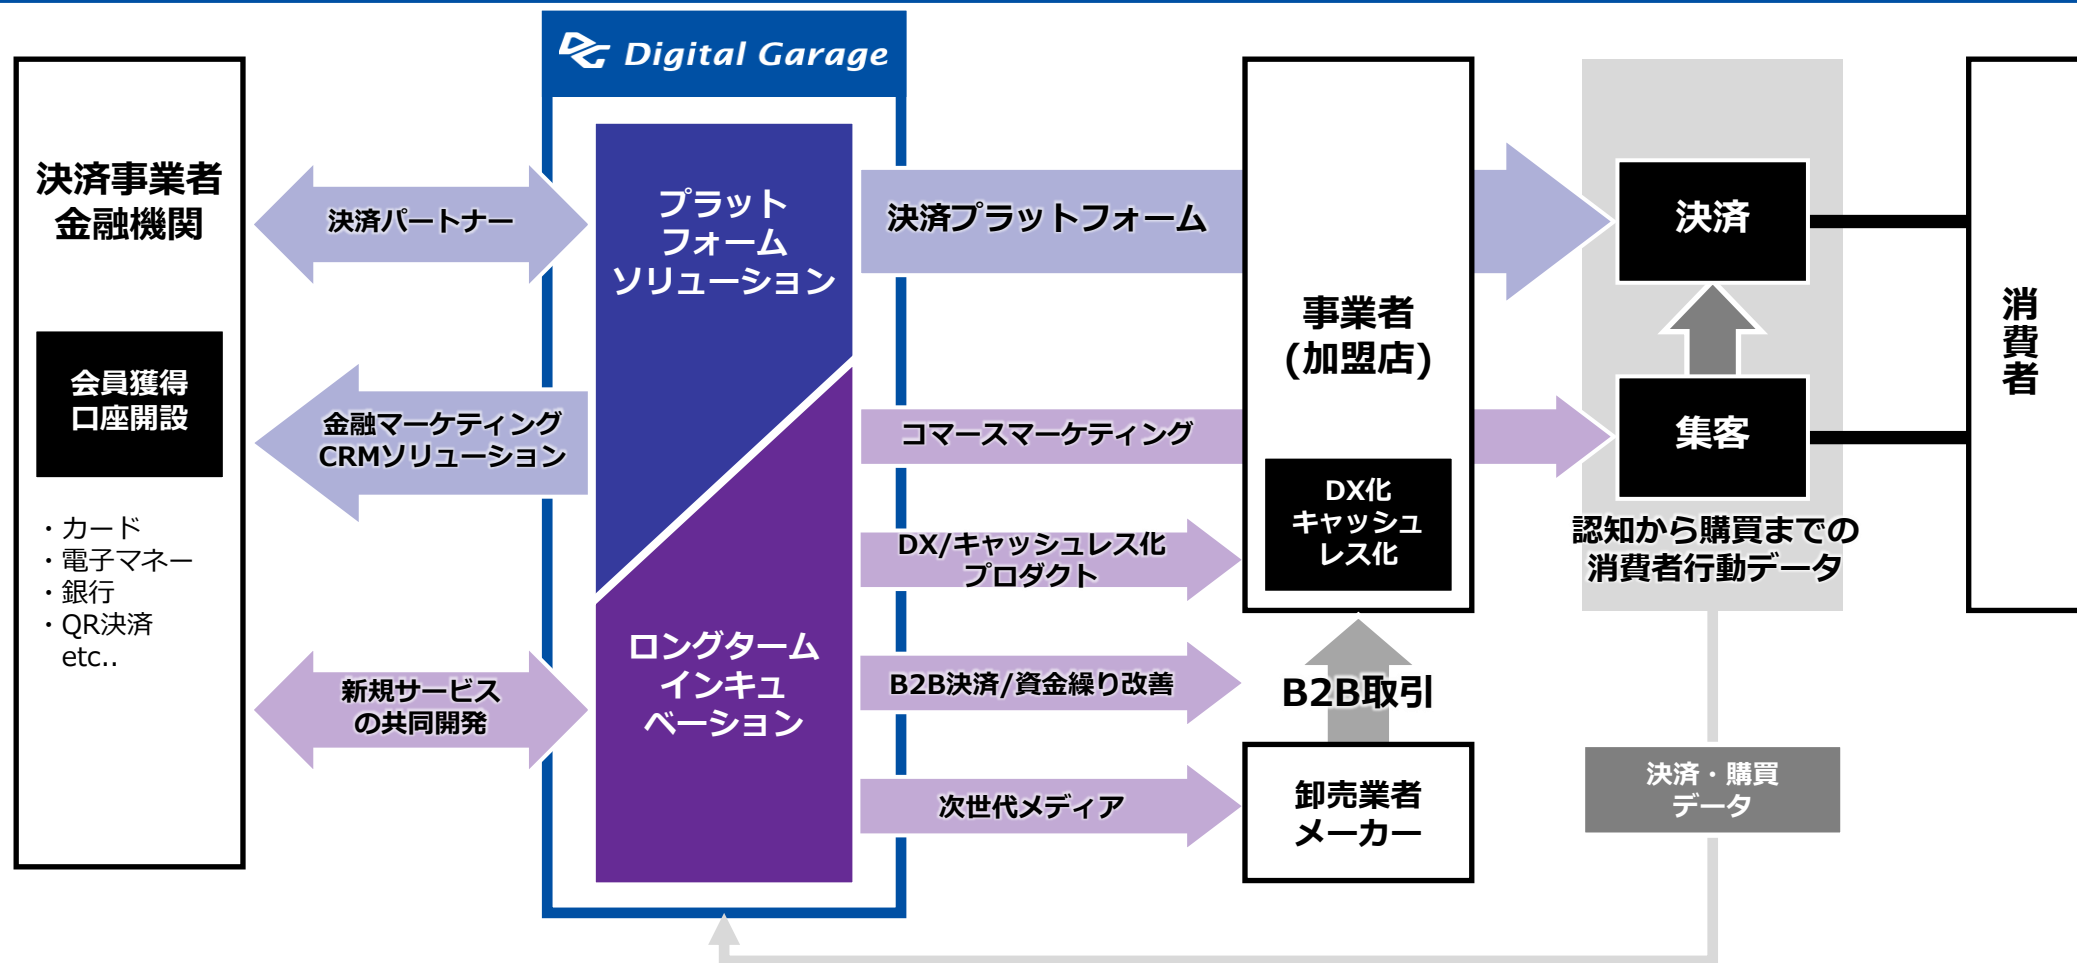 Digital Garage
決済事業者
金融機関
会員獲得
口座開設
・カード
・電子マネー
・銀行
・QR決済
etc..
決済パートナー
金融マーケティング
CRMソリューション
新規サービス
の共同開発
プラット
フォーム
ソリューション
ロングターム
インキュ
ベーション
決済プラットフォーム
コマースマーケティング
DX/キャッシュレス化
プロダクト
B2B決済/資金繰り改善
次世代メディア
事業者
(加盟店)
DX化
キャッシュ
レス化
B2B取引
卸売業者
メーカー
決済
集客
認知から購買までの
消費者行動データ
決済・購買
データ
消費者